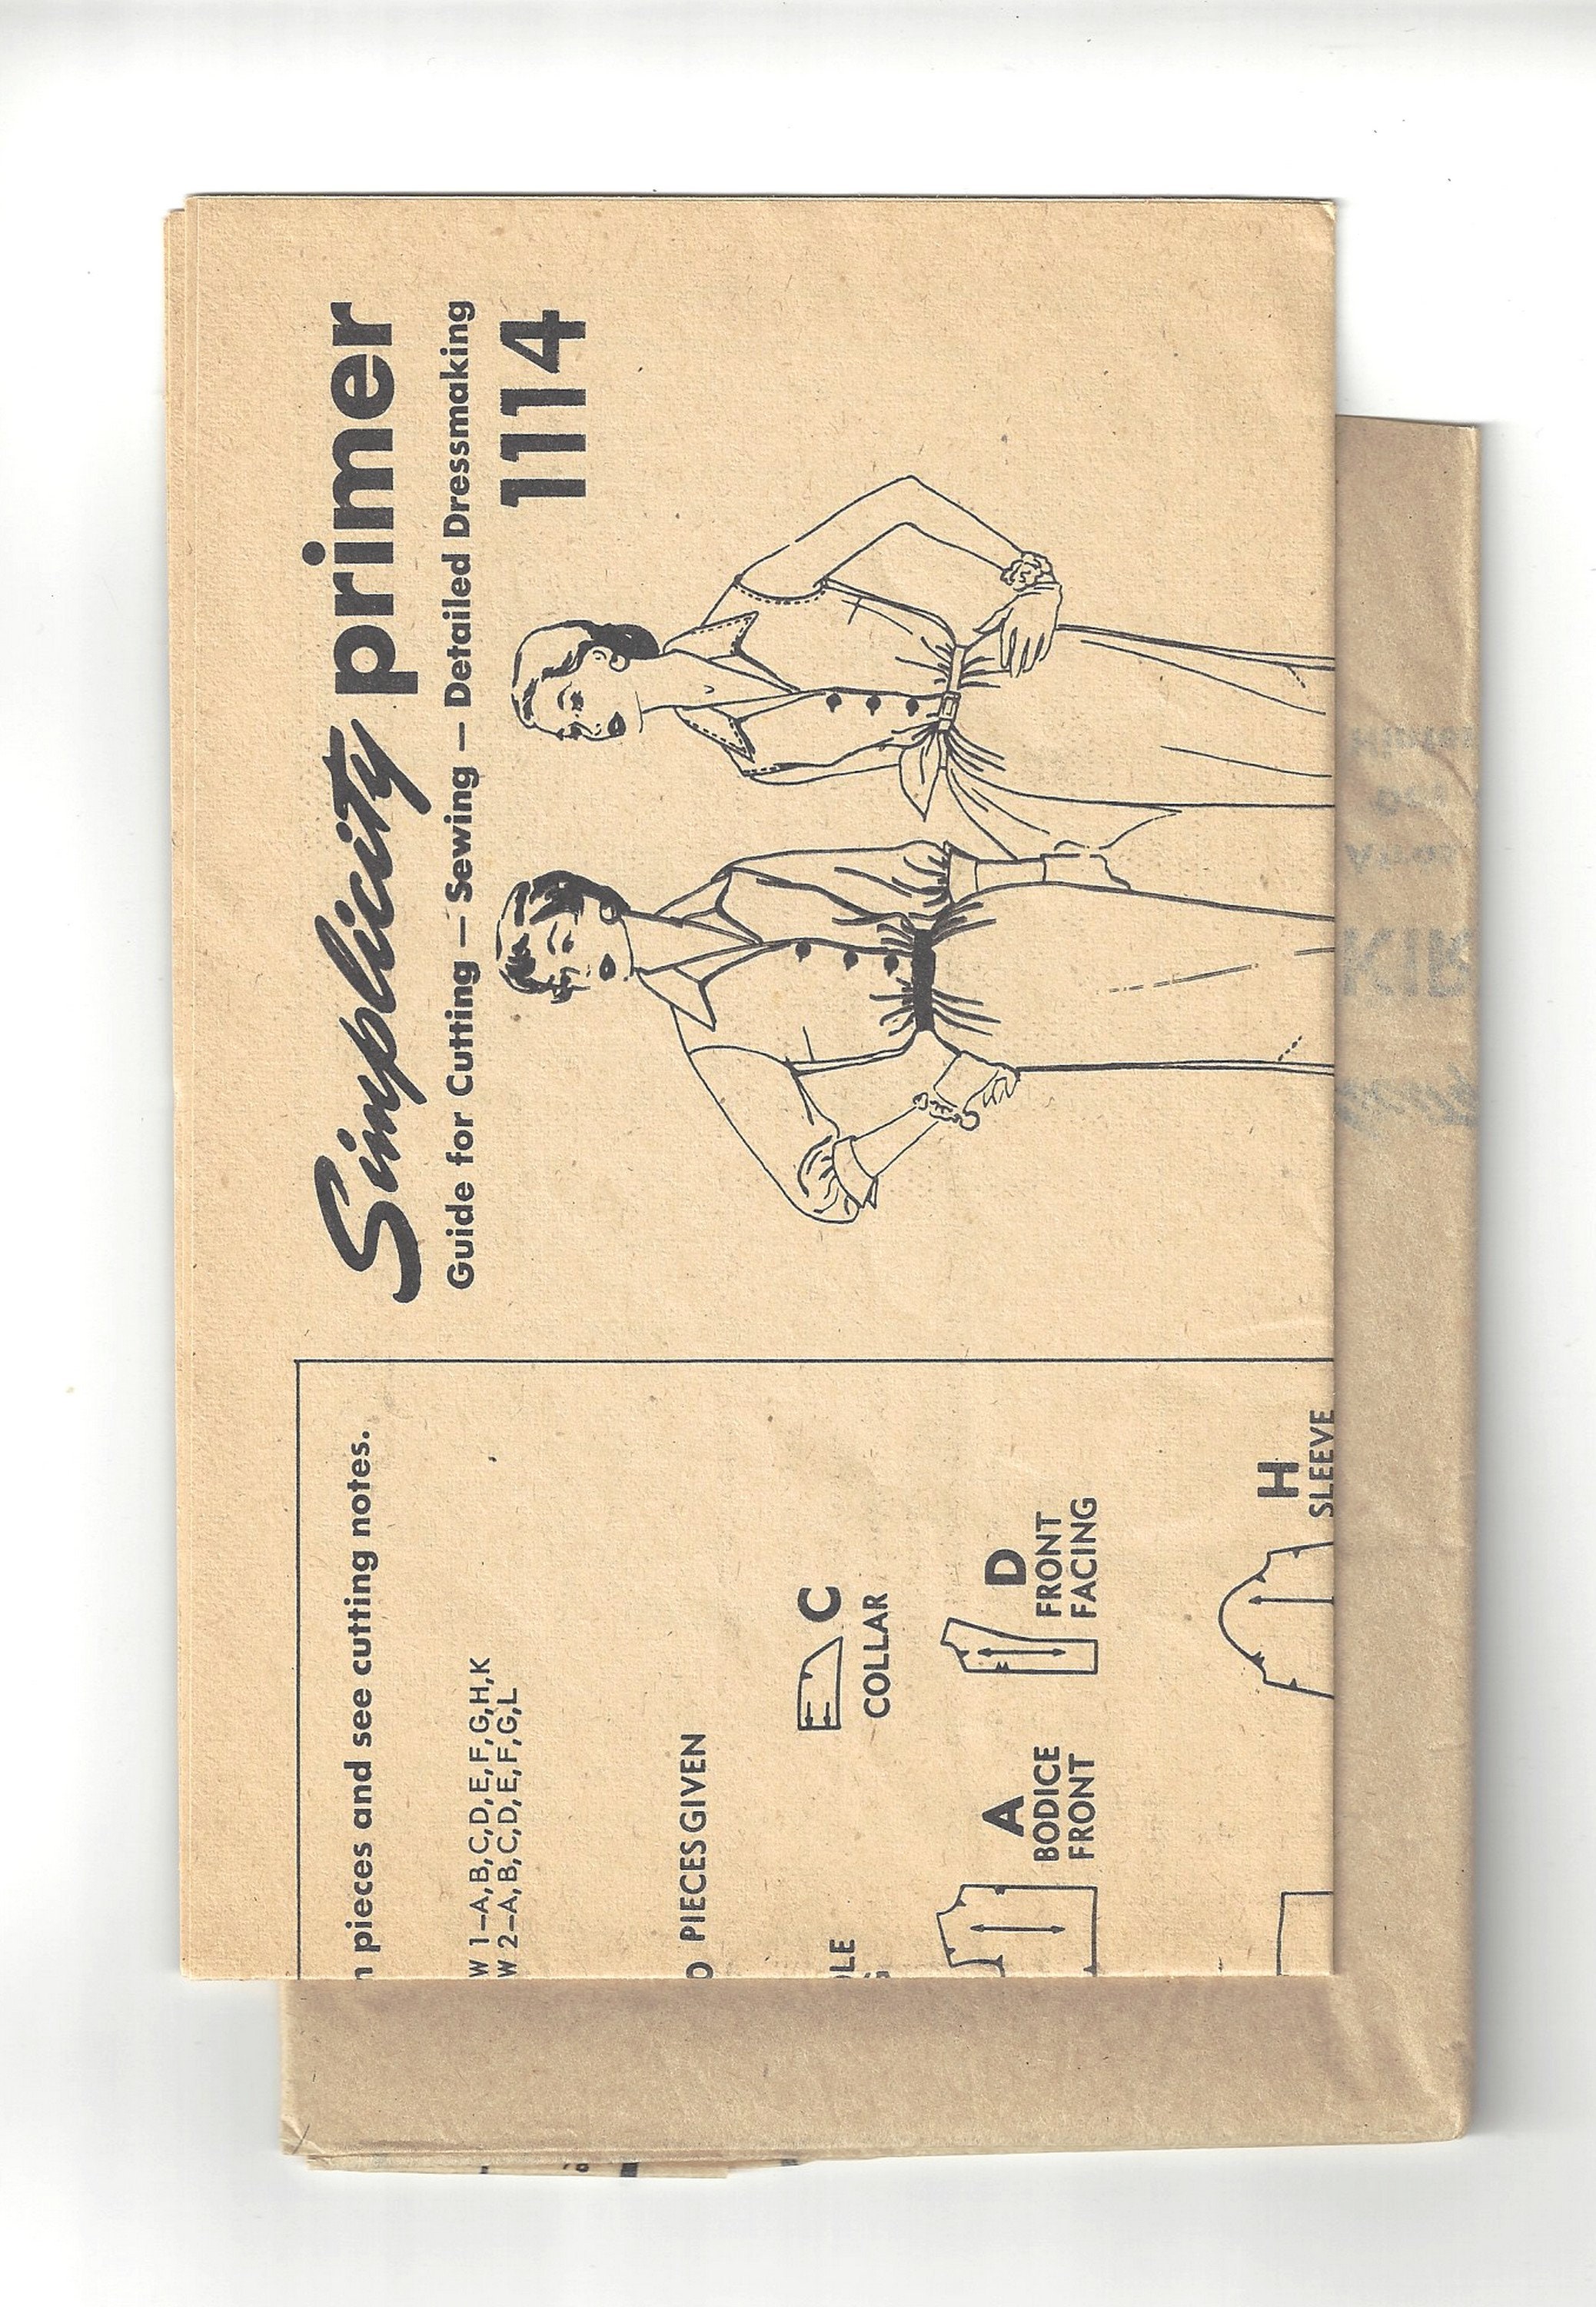 Simplicity primer
Guide for Cutting — Sewing — Detailed Dressmaking
1114
pieces and see cutting notes.
W 1–A,B,C,D,E,F,G,H,K
W 2–A,B,C,D,E,F,G,L
PIECES GIVEN
C
COLLAR
A
BODICE
FRONT
D
FRONT
FACING
H
SLEEVE